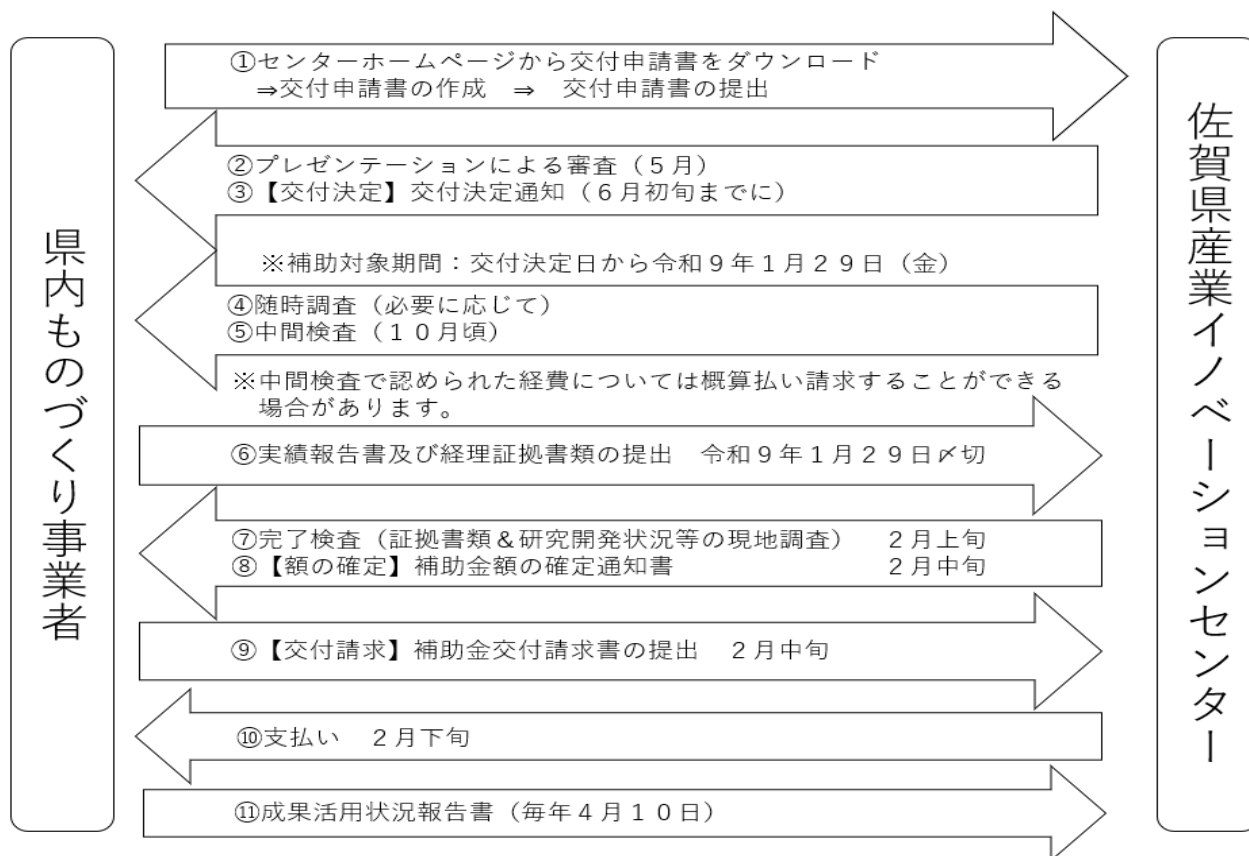 県内ものづくり事業者
①センターホームページから交付申請書をダウンロード
⇒交付申請書の作成　⇒　交付申請書の提出
②プレゼンテーションによる審査（５月）
③【交付決定】交付決定通知（６月初旬までに）
※補助対象期間：交付決定日から令和９年１月２９日（金）
④随時調査（必要に応じて）
⑤中間検査（１０月頃）
※中間検査で認められた経費については概算払い請求することができる
場合があります。
⑥実績報告書及び経理証拠書類の提出　令和９年１月２９日〆切
⑦完了検査（証拠書類＆研究開発状況等の現地調査）　２月上旬
⑧【額の確定】補助金額の確定通知書　２月中旬
⑨【交付請求】補助金交付請求書の提出　２月中旬
⑩支払い　２月下旬
⑪成果活用状況報告書（毎年４月１０日）
佐賀県産業イノベーションセンター